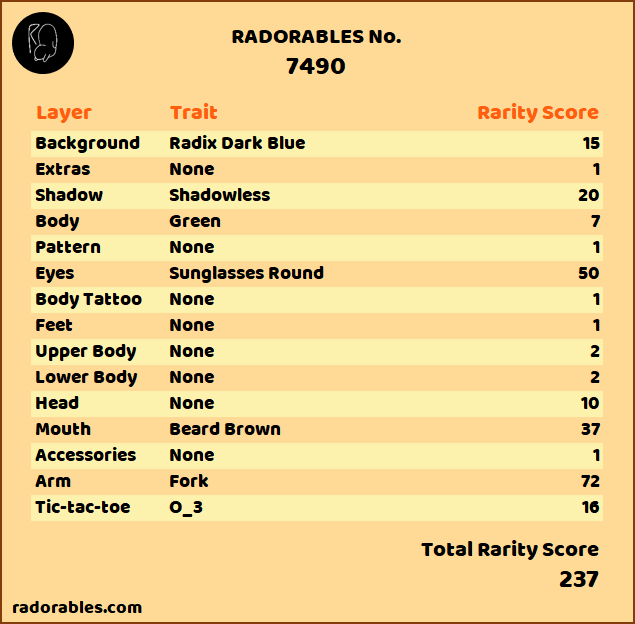 RADORABLES No.
7490
Layer Trait Rarity Score
Background Radix Dark Blue 15
Extras None 1
Shadow Shadowless 20
Body Green 7
Pattern None 1
Eyes Sunglasses Round 50
Body Tattoo None 1
Feet None 1
Upper Body None 2
Lower Body None 2
Head None 10
Mouth Beard Brown 37
Accessories None 1
Arm Fork 72
Tic-tac-toe O_3 16
Total Rarity Score
237
radorables.com